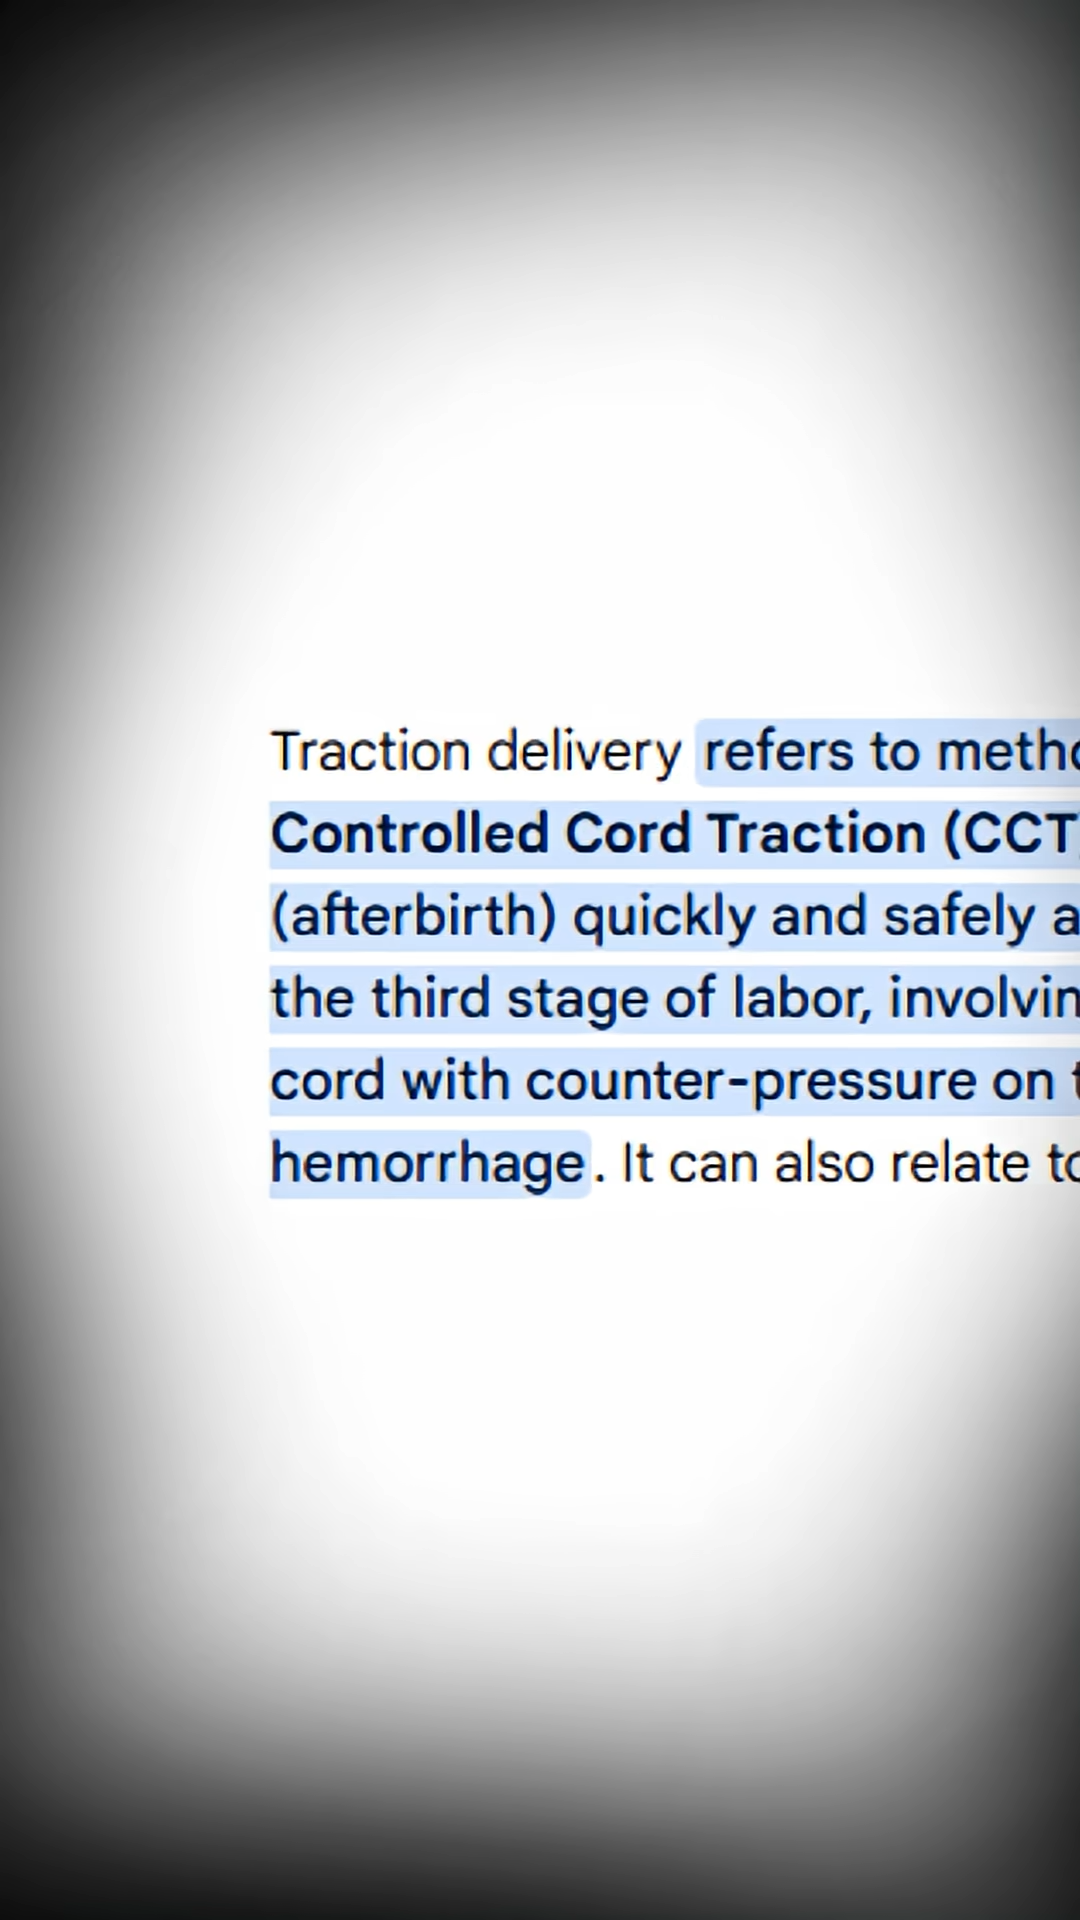 Traction delivery refers to
Controlled Cord Traction (CCT
(afterbirth) quickly and safely
the third stage of labor,
cord with counter-pressure on
hemorrhage. It can also relate